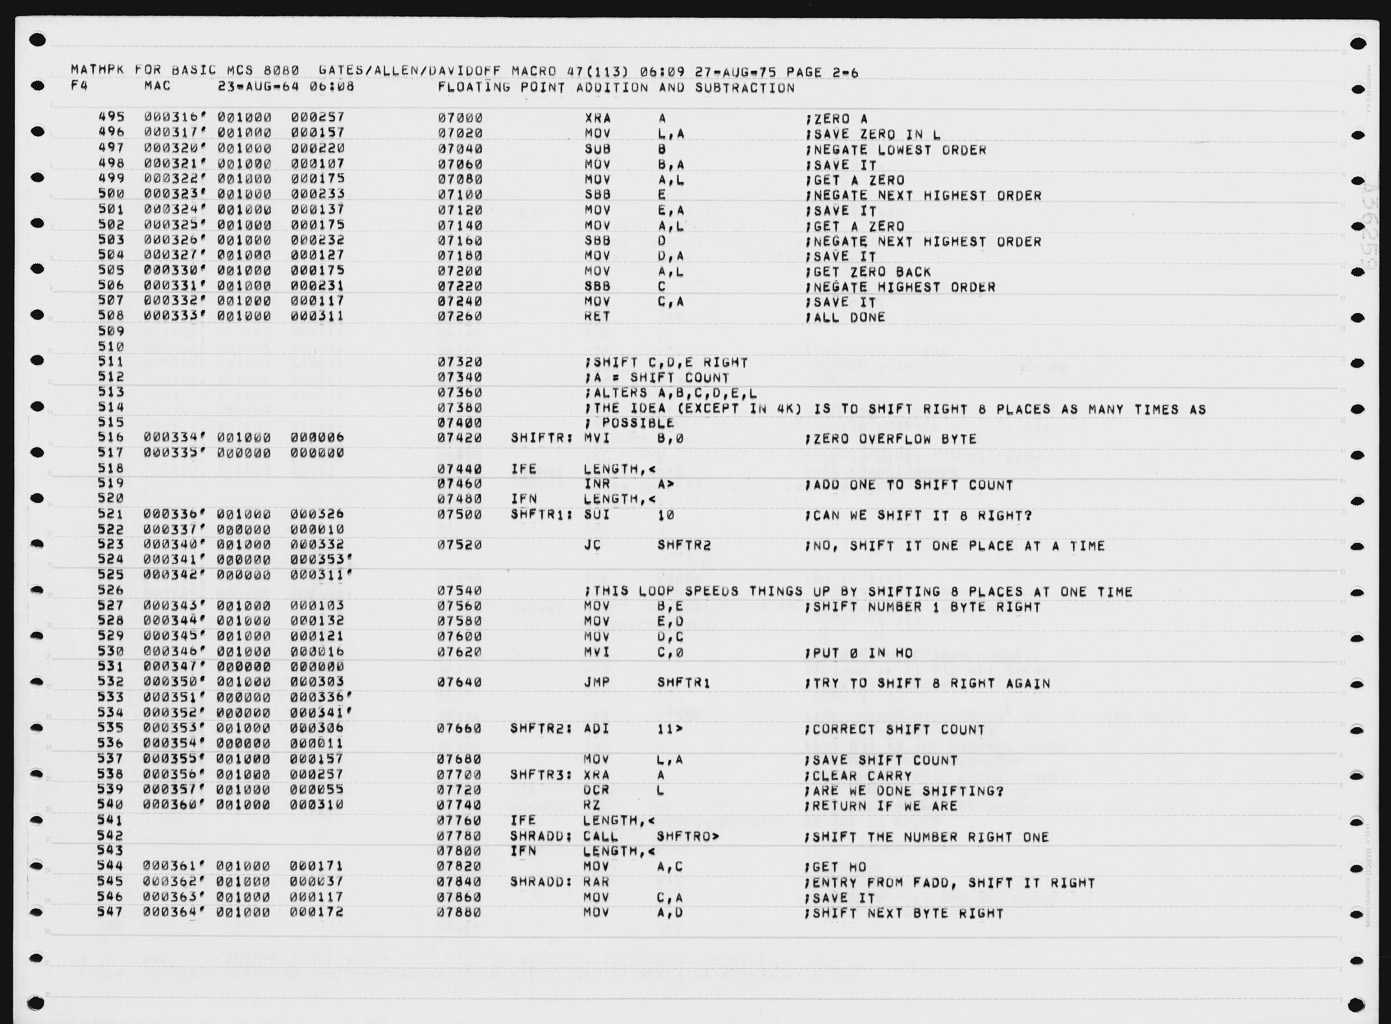 MATHPK FOR BASIC MCS 8080  GATES/ALLEN/DAVIDOFF MACRO 47(113) 06:09 27-AUG-75 PAGE 2-6
F4      MAC     23-AUG-64 06:08         FLOATING POINT ADDITION AND SUBTRACTION
495 000316' 001000 000257 07000 XRA A ;ZERO A
496 000317' 001000 000157 07020 MOV L,A ;SAVE ZERO IN L
497 000320' 001000 000220 07040 SUB B ;NEGATE LOWEST ORDER
498 000321' 001000 000107 07060 MOV B,A ;SAVE IT
499 000322' 001000 000175 07080 MOV A,L ;GET A ZERO
500 000323' 001000 000233 07100 SBB E ;NEGATE NEXT HIGHEST ORDER
501 000324' 001000 000137 07120 MOV E,A ;SAVE IT
502 000325' 001000 000175 07140 MOV A,L ;GET A ZERO
503 000326' 001000 000232 07160 SBB D ;NEGATE NEXT HIGHEST ORDER
504 000327' 001000 000127 07180 MOV D,A ;SAVE IT
505 000330' 001000 000175 07200 MOV A,L ;GET ZERO BACK
506 000331' 001000 000231 07220 SBB C ;NEGATE HIGHEST ORDER
507 000332' 001000 000117 07240 MOV C,A ;SAVE IT
508 000333' 001000 000311 07260 RET ;ALL DONE
509
510
511 07320 ;SHIFT C,D,E RIGHT
512 07340 ;A = SHIFT COUNT
513 07360 ;ALTERS A,B,C,D,E,L
514 07380 ;THE IDEA (EXCEPT IN 4K) IS TO SHIFT RIGHT 8 PLACES AS MANY TIMES AS
515 07400 ; POSSIBLE
516 000334' 001000 000006 07420 SHIFTR: MVI B,0 ;ZERO OVERFLOW BYTE
517 000335' 000000 000000
518 07440 IFE LENGTH,<
519 07460 INR A> ;ADD ONE TO SHIFT COUNT
520 07480 IFN LENGTH,<
521 000336' 001000 000326 07500 SHFTR1: SUI 10 ;CAN WE SHIFT IT 8 RIGHT?
522 000337' 000000 000010
523 000340' 001000 000332 07520 JC SHFTR2 ;NO, SHIFT IT ONE PLACE AT A TIME
524 000341' 000000 000353'
525 000342' 000000 000311'
526 07540 ;THIS LOOP SPEEDS THINGS UP BY SHIFTING 8 PLACES AT ONE TIME
527 000343' 001000 000103 07560 MOV B,E ;SHIFT NUMBER 1 BYTE RIGHT
528 000344' 001000 000132 07580 MOV E,D
529 000345' 001000 000121 07600 MOV D,C
530 000346' 001000 000016 07620 MVI C,0 ;PUT 0 IN HO
531 000347' 000000 000000
532 000350' 001000 000303 07640 JMP SHFTR1 ;TRY TO SHIFT 8 RIGHT AGAIN
533 000351' 000000 000336'
534 000352' 000000 000341'
535 000353' 001000 000306 07660 SHFTR2: ADI 11> ;CORRECT SHIFT COUNT
536 000354' 000000 000011
537 000355' 001000 000157 07680 MOV L,A ;SAVE SHIFT COUNT
538 000356' 001000 000257 07700 SHFTR3: XRA A ;CLEAR CARRY
539 000357' 001000 000055 07720 DCR L ;ARE WE DONE SHIFTING?
540 000360' 001000 000310 07740 RZ ;RETURN IF WE ARE
541 07760 IFE LENGTH,<
542 07780 SHRADD: CALL SHFTRO> ;SHIFT THE NUMBER RIGHT ONE
543 07800 IFN LENGTH,<
544 000361' 001000 000171 07820 MOV A,C ;GET HO
545 000362' 001000 000037 07840 SHRADD: RAR ;ENTRY FROM FADD, SHIFT IT RIGHT
546 000363' 001000 000117 07860 MOV C,A ;SAVE IT
547 000364' 001000 000172 07880 MOV A,D ;SHIFT NEXT BYTE RIGHT